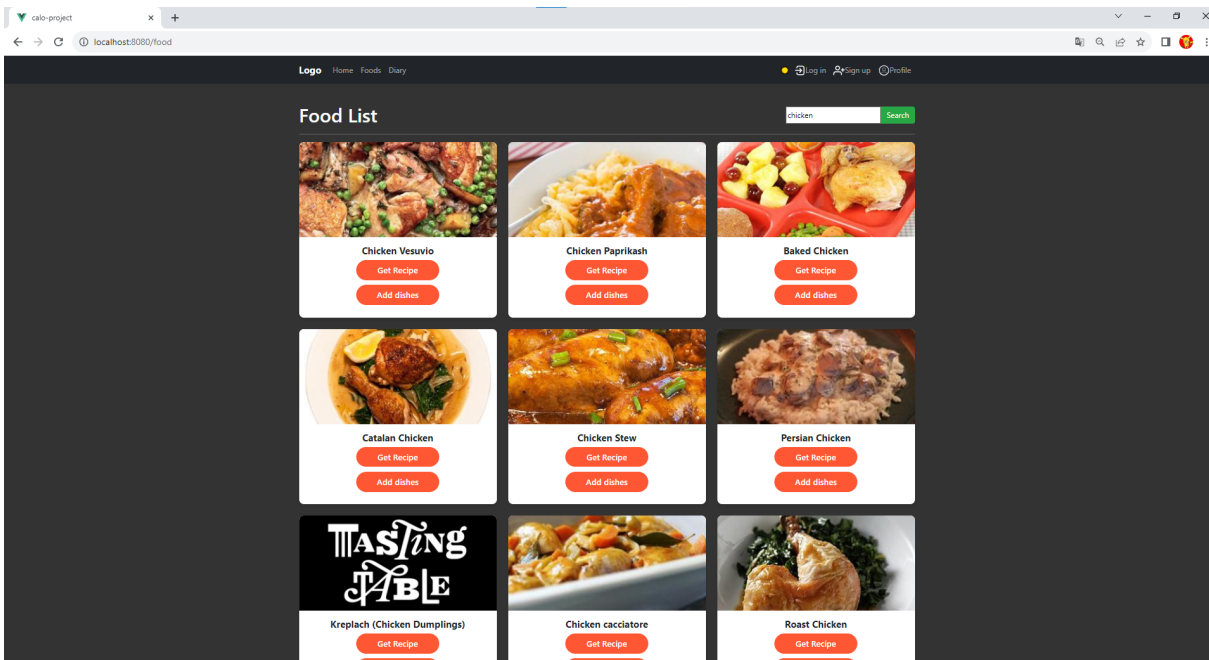 calo-project
localhost:8080/food
Logo Home Foods Diary Log in Sign up Profile
Food List
chicken Search
Chicken Vesuvio Chicken Paprikash Baked Chicken
Get Recipe Get Recipe Get Recipe
Add dishes Add dishes Add dishes
Catalan Chicken Chicken Stew Persian Chicken
Get Recipe Get Recipe Get Recipe
Add dishes Add dishes Add dishes
TASTING
TABLE
Kreplach (Chicken Dumplings) Chicken cacciatore Roast Chicken
Get Recipe Get Recipe Get Recipe